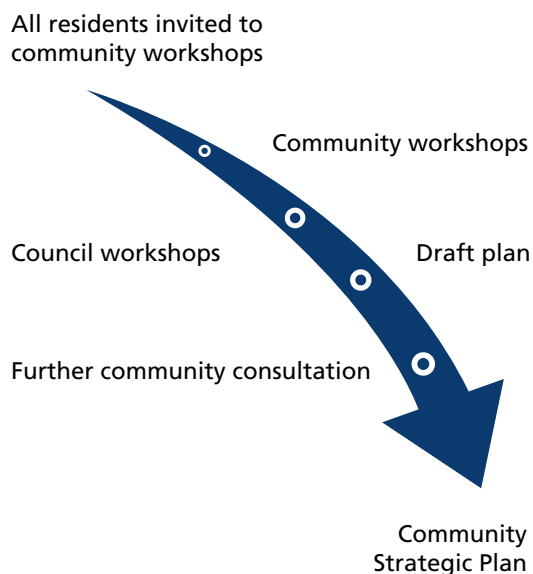 All residents invited to
community workshops
Community workshops
Council workshops
Draft plan
Further community consultation
Community
Strategic Plan